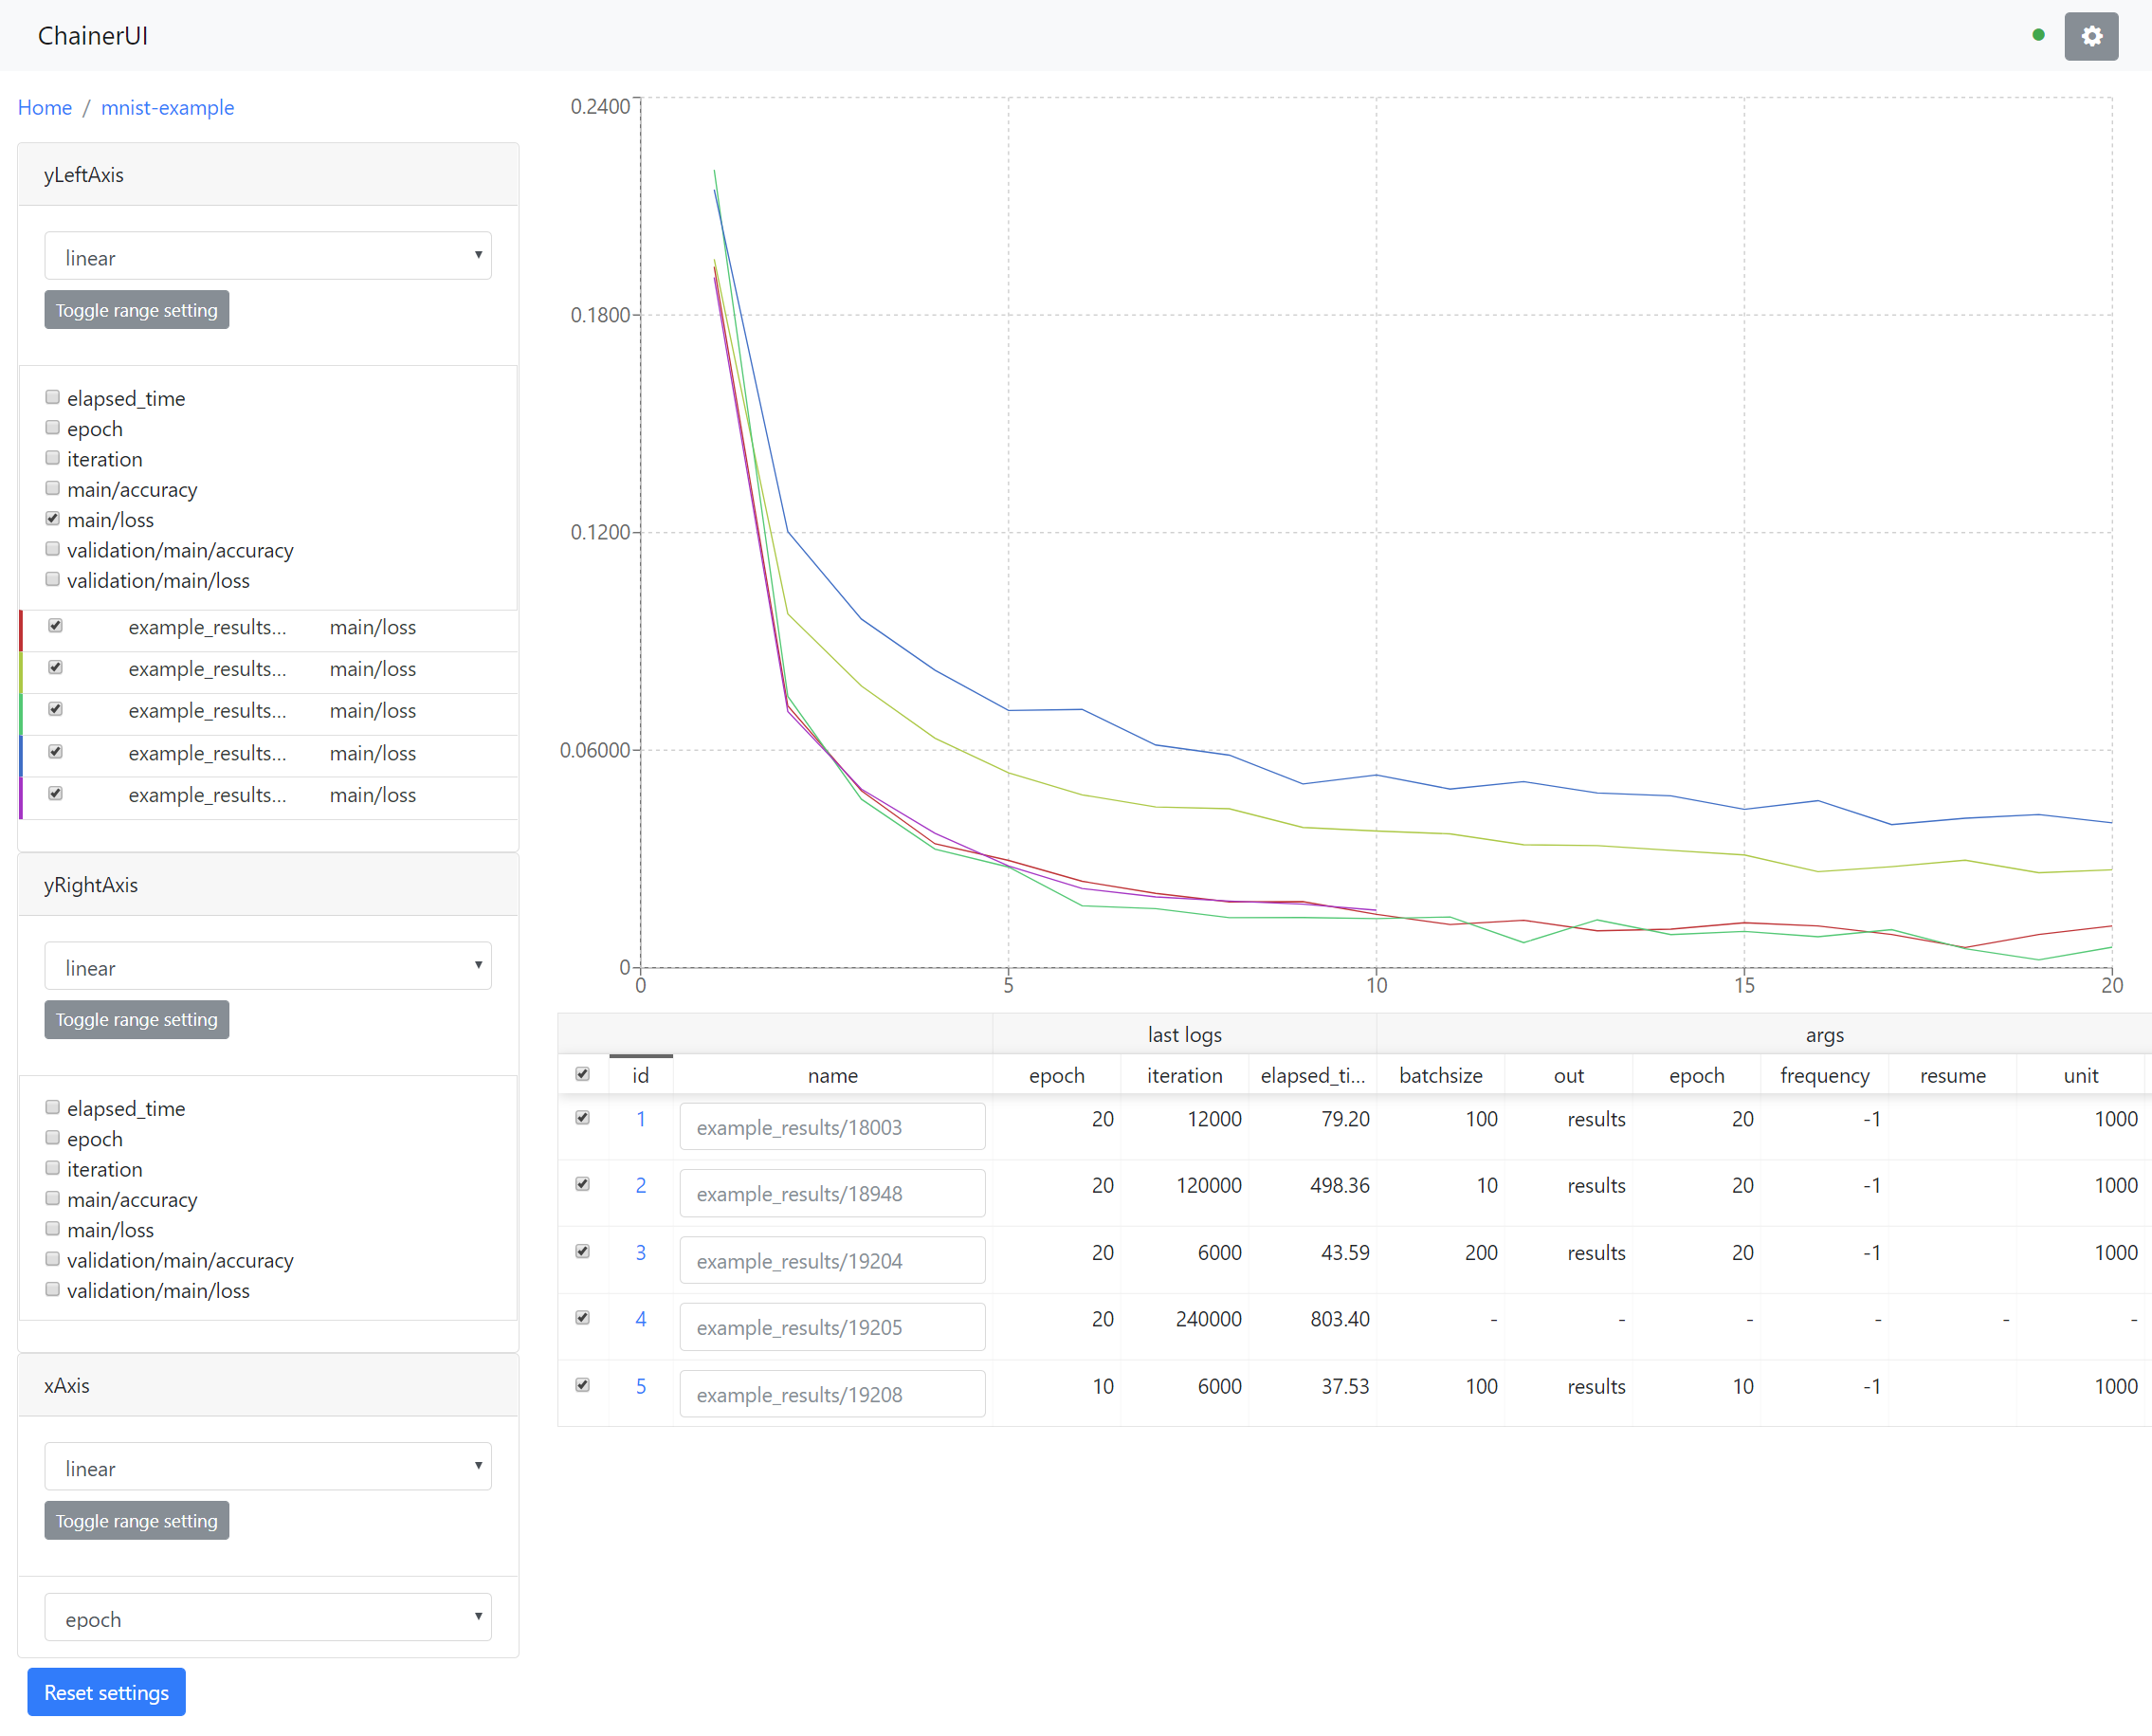 ChainerUI
Home / mnist-example
yLeftAxis
linear
Toggle range setting
elapsed_time
epoch
iteration
main/accuracy
main/loss
validation/main/accuracy
validation/main/loss
example_results... main/loss
example_results... main/loss
example_results... main/loss
example_results... main/loss
example_results... main/loss
yRightAxis
linear
Toggle range setting
elapsed_time
epoch
iteration
main/accuracy
main/loss
validation/main/accuracy
validation/main/loss
xAxis
linear
Toggle range setting
epoch
Reset settings
0.2400
0.1800
0.1200
0.06000
0
0 5 10 15 20
last logs args
id name epoch iteration elapsed_ti... batchsize out epoch frequency resume unit
1 example_results/18003 20 12000 79.20 100 results 20 -1 1000
2 example_results/18948 20 120000 498.36 10 results 20 -1 1000
3 example_results/19204 20 6000 43.59 200 results 20 -1 1000
4 example_results/19205 20 240000 803.40 - - - - - -
5 example_results/19208 10 6000 37.53 100 results 10 -1 1000